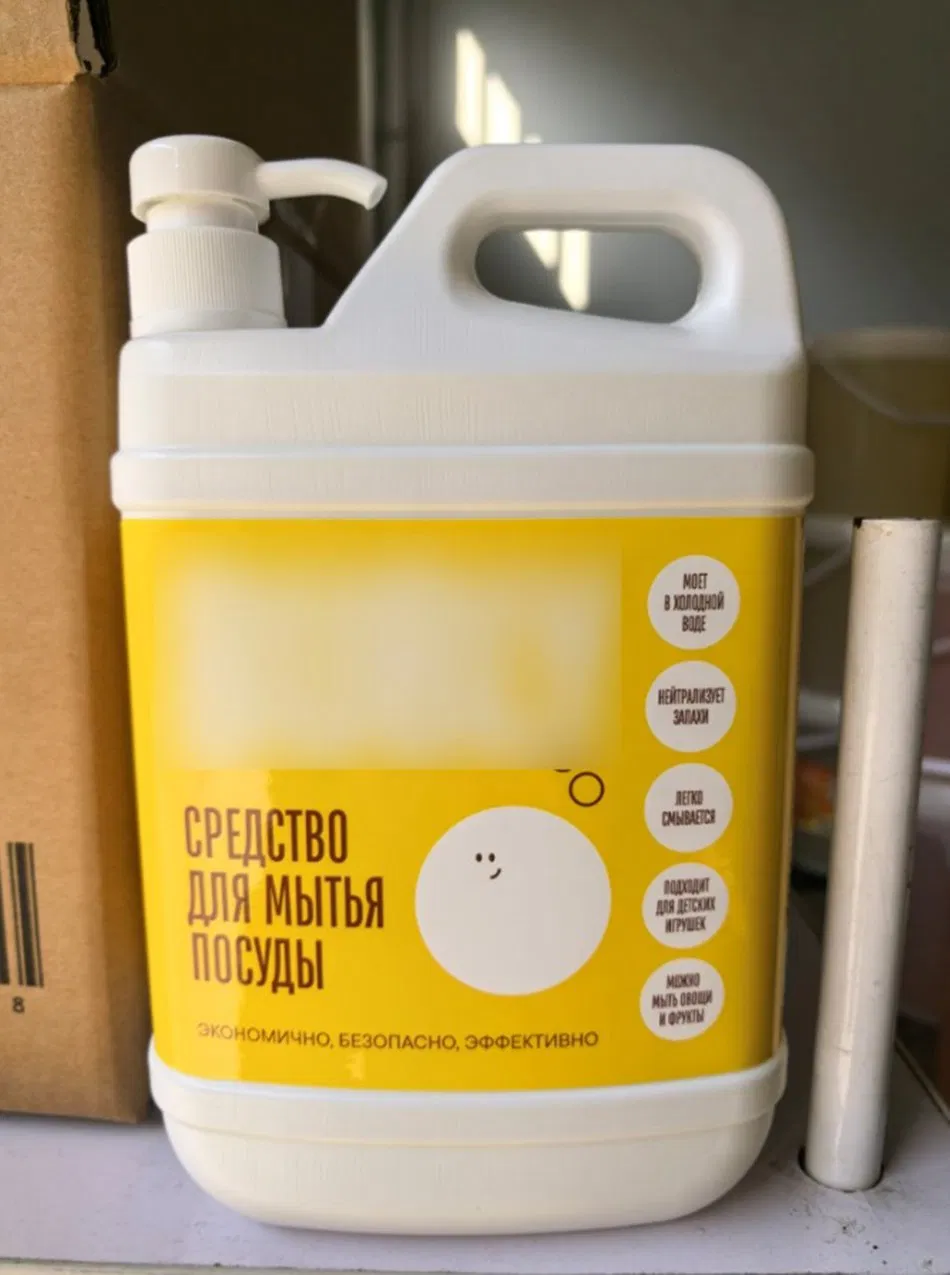 МОЕТ
В ХОЛОДНОЙ
ВОДЕ
НЕЙТРАЛИЗУЕТ
ЗАПАХИ
ЛЕГКО
СМЫВАЕТСЯ
ПОДХОДИТ
ДЛЯ ДЕТСКИХ
ИГРУШЕК
МОЖНО
МЫТЬ ОВОЩИ
И ФРУКТЫ
СРЕДСТВО
ДЛЯ МЫТЬЯ
ПОСУДЫ
ЭКОНОМИЧНО, БЕЗОПАСНО, ЭФФЕКТИВНО
8